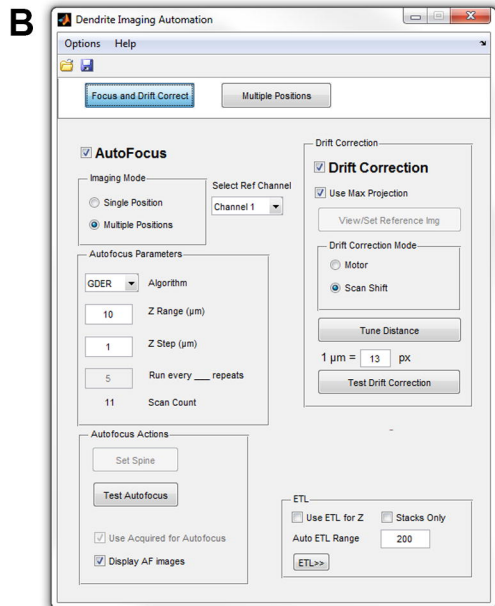 B
Dendrite Imaging Automation
Options Help
Focus and Drift Correct
Multiple Positions
AutoFocus
Imaging Mode
Single Position
Multiple Positions
Select Ref Channel
Channel 1
Autofocus Parameters
GDER Algorithm
10 Z Range (µm)
1 Z Step (µm)
5 Run every ___ repeats
11 Scan Count
Autofocus Actions
Set Spine
Test Autofocus
Use Acquired for Autofocus
Display AF images
Drift Correction
Drift Correction
Use Max Projection
View/Set Reference Img
Drift Correction Mode
Motor
Scan Shift
Tune Distance
1 µm = 13 px
Test Drift Correction
ETL
Use ETL for Z Stacks Only
Auto ETL Range 200
ETL>>